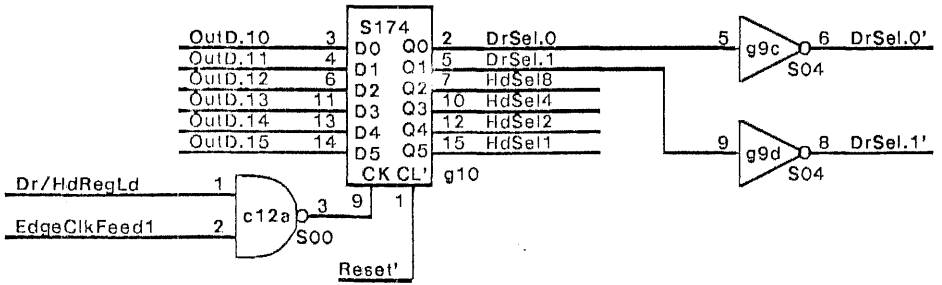 S174
OutD.10 3 D0 Q0 2 DrSel.0 5 g9c 6 DrSel.0'
OutD.11 4 D1 Q1 5 DrSel.1 S04
OutD.12 6 D2 Q2 7 HdSel8
OutD.13 11 D3 Q3 10 HdSel4
OutD.14 13 D4 Q4 12 HdSel2
OutD.15 14 D5 Q5 15 HdSel1 9 g9d 8 DrSel.1'
CK CL' g10 S04
Dr/HdRegLd 1 9 1
c12a 3
EdgeClkFeed1 2 S00
Reset'